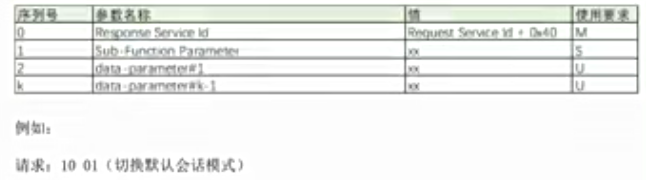 序列号 参数名称 值 使用要求
0 Response Service Id Request Service Id + 0x40 M
1 Sub-Function Parameter xx S
2 data-parameter#1 xx U
k data-parameter#k-1 xx U
例如：
请求：10 01（切换默认会话模式）